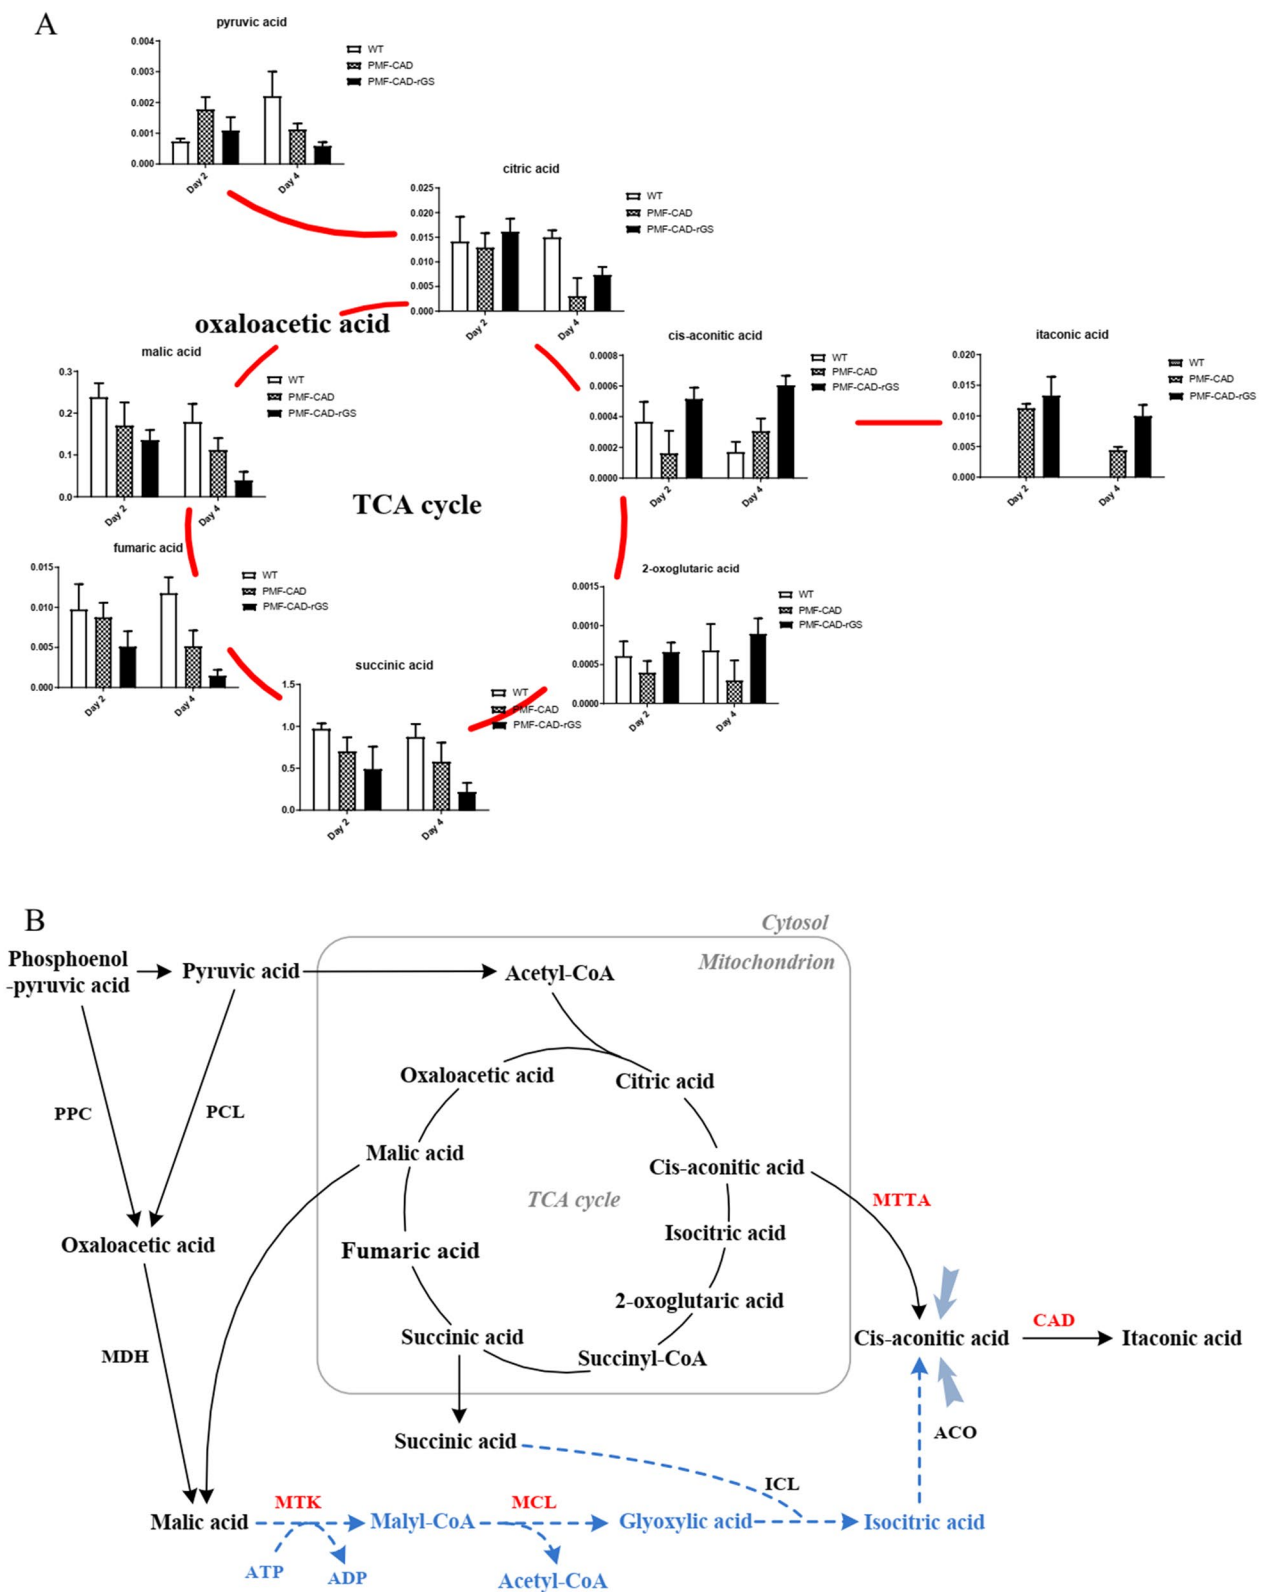 A
pyruvic acid
0.004
0.003
0.002
0.001
0.000
Day 2
Day 4
WT
PMF-CAD
PMF-CAD-rGS
citric acid
0.025
0.020
0.015
0.010
0.005
0.000
Day 2
Day 4
WT
PMF-CAD
PMF-CAD-rGS
oxaloacetic acid
malic acid
0.3
0.2
0.1
0.0
Day 2
Day 4
WT
PMF-CAD
PMF-CAD-rGS
cis-aconitic acid
0.0008
0.0006
0.0004
0.0002
0.0000
Day 2
Day 4
WT
PMF-CAD
PMF-CAD-rGS
itaconic acid
0.020
0.015
0.010
0.005
0.000
Day 2
Day 4
WT
PMF-CAD
PMF-CAD-rGS
TCA cycle
fumaric acid
0.015
0.010
0.005
0.000
Day 2
Day 4
WT
PMF-CAD
PMF-CAD-rGS
2-oxoglutaric acid
0.0015
0.0010
0.0005
0.0000
Day 2
Day 4
WT
PMF-CAD
PMF-CAD-rGS
succinic acid
1.5
1.0
0.5
0.0
Day 2
Day 4
WT
PMF-CAD
PMF-CAD-rGS
B
Cytosol
Mitochondrion
Phosphoenol
-pyruvic acid
Pyruvic acid
Acetyl-CoA
Oxaloacetic acid
Citric acid
PPC
PCL
Malic acid
Cis-aconitic acid
MTTA
TCA cycle
Isocitric acid
Oxaloacetic acid
Fumaric acid
2-oxoglutaric acid
Succinic acid
Succinyl-CoA
Cis-aconitic acid
CAD
Itaconic acid
MDH
Succinic acid
ACO
ICL
Malic acid
MTK
Malyl-CoA
MCL
Glyoxylic acid
Isocitric acid
ATP
ADP
Acetyl-CoA